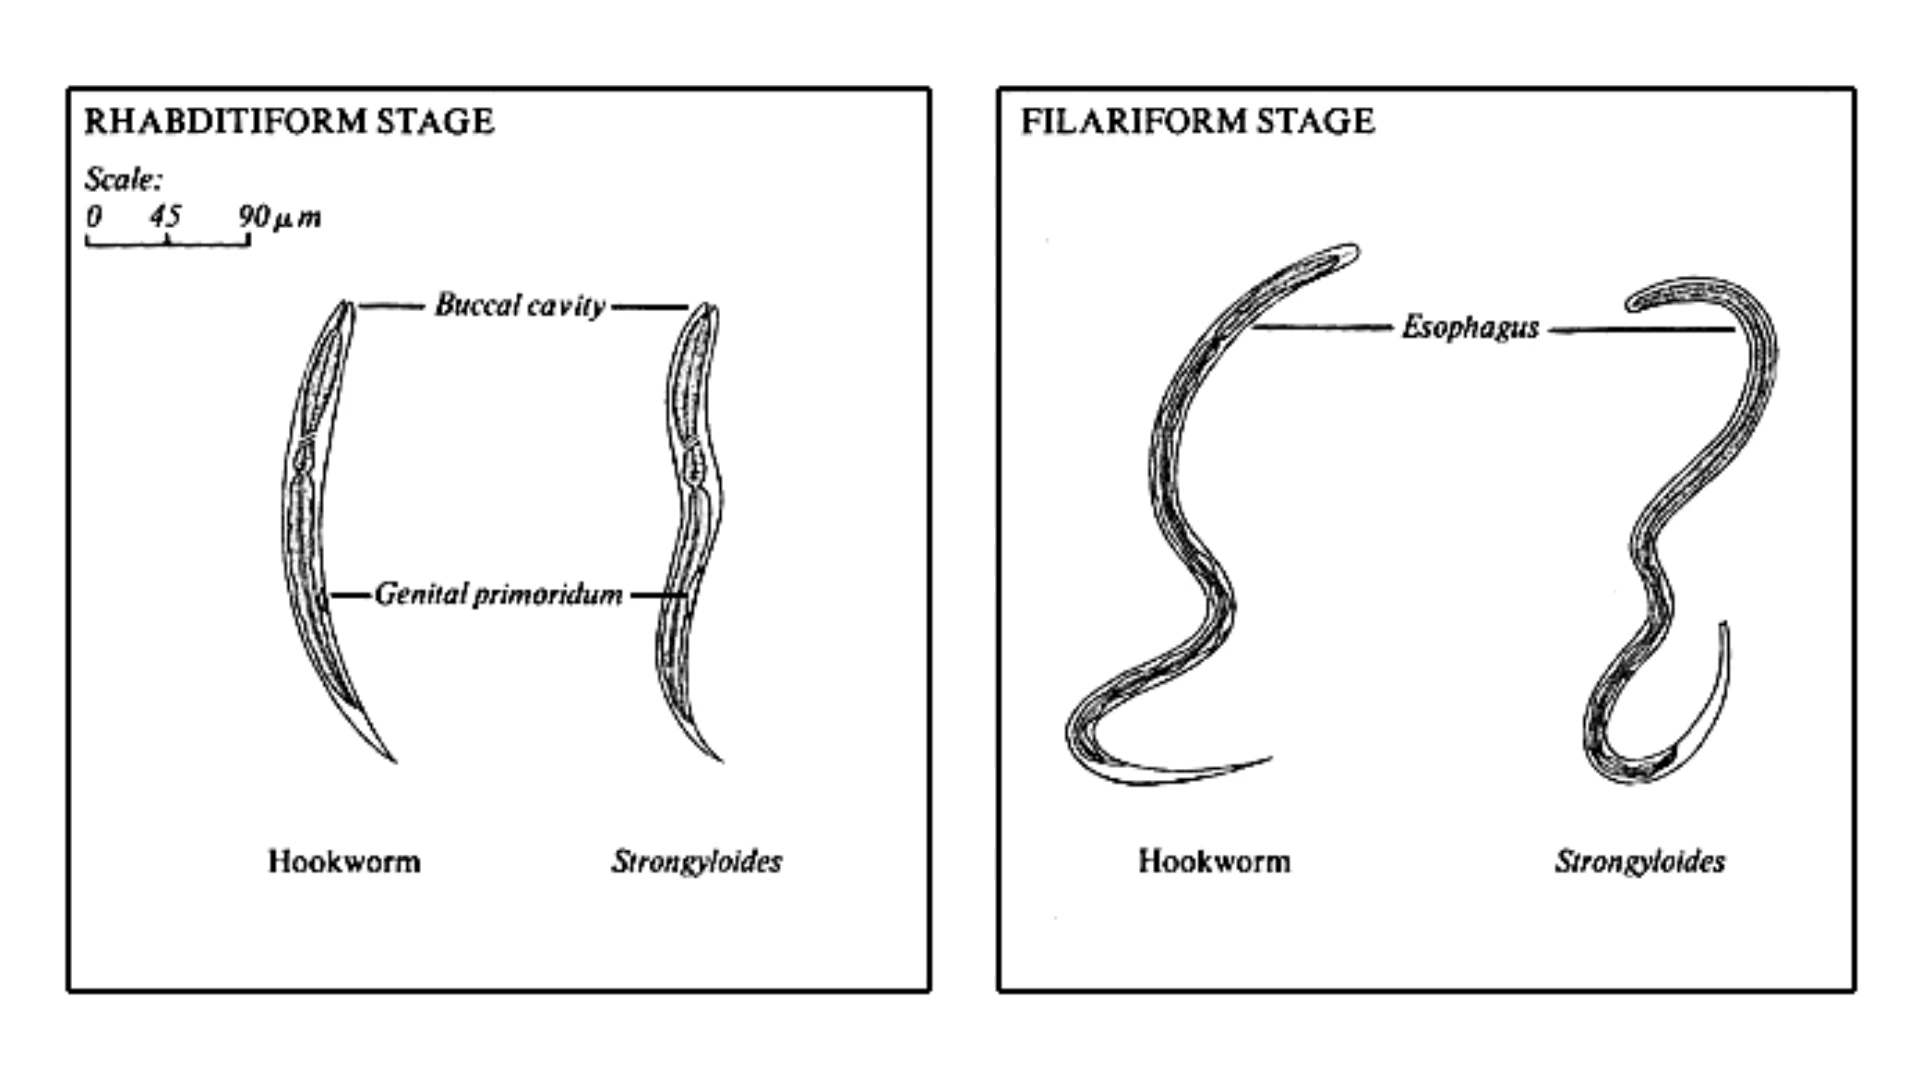 RHABDITIFORM STAGE
Scale:
0 45 90 μm
Buccal cavity
Genital primoridum
Hookworm Strongyloides
FILARIFORM STAGE
Esophagus
Hookworm Strongyloides